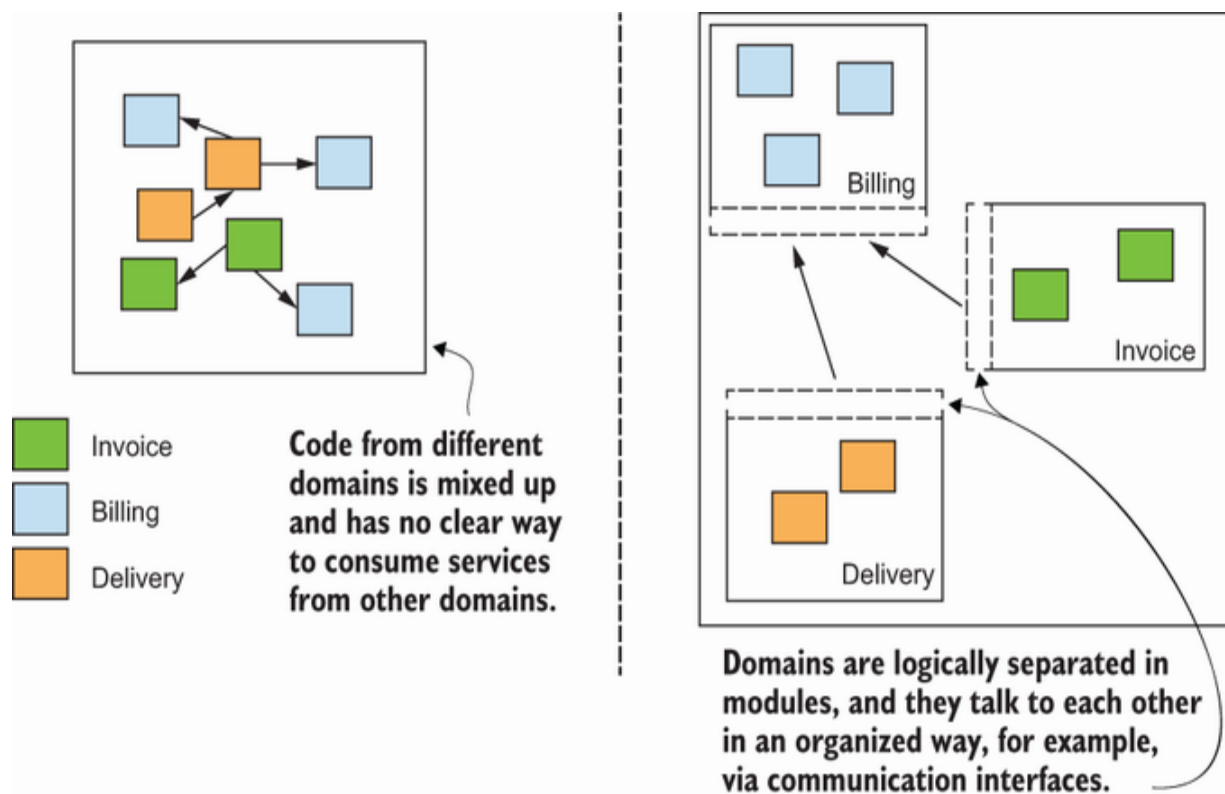 Invoice
Billing
Delivery
Code from different
domains is mixed up
and has no clear way
to consume services
from other domains.
Billing
Invoice
Delivery
Domains are logically separated in
modules, and they talk to each other
in an organized way, for example,
via communication interfaces.